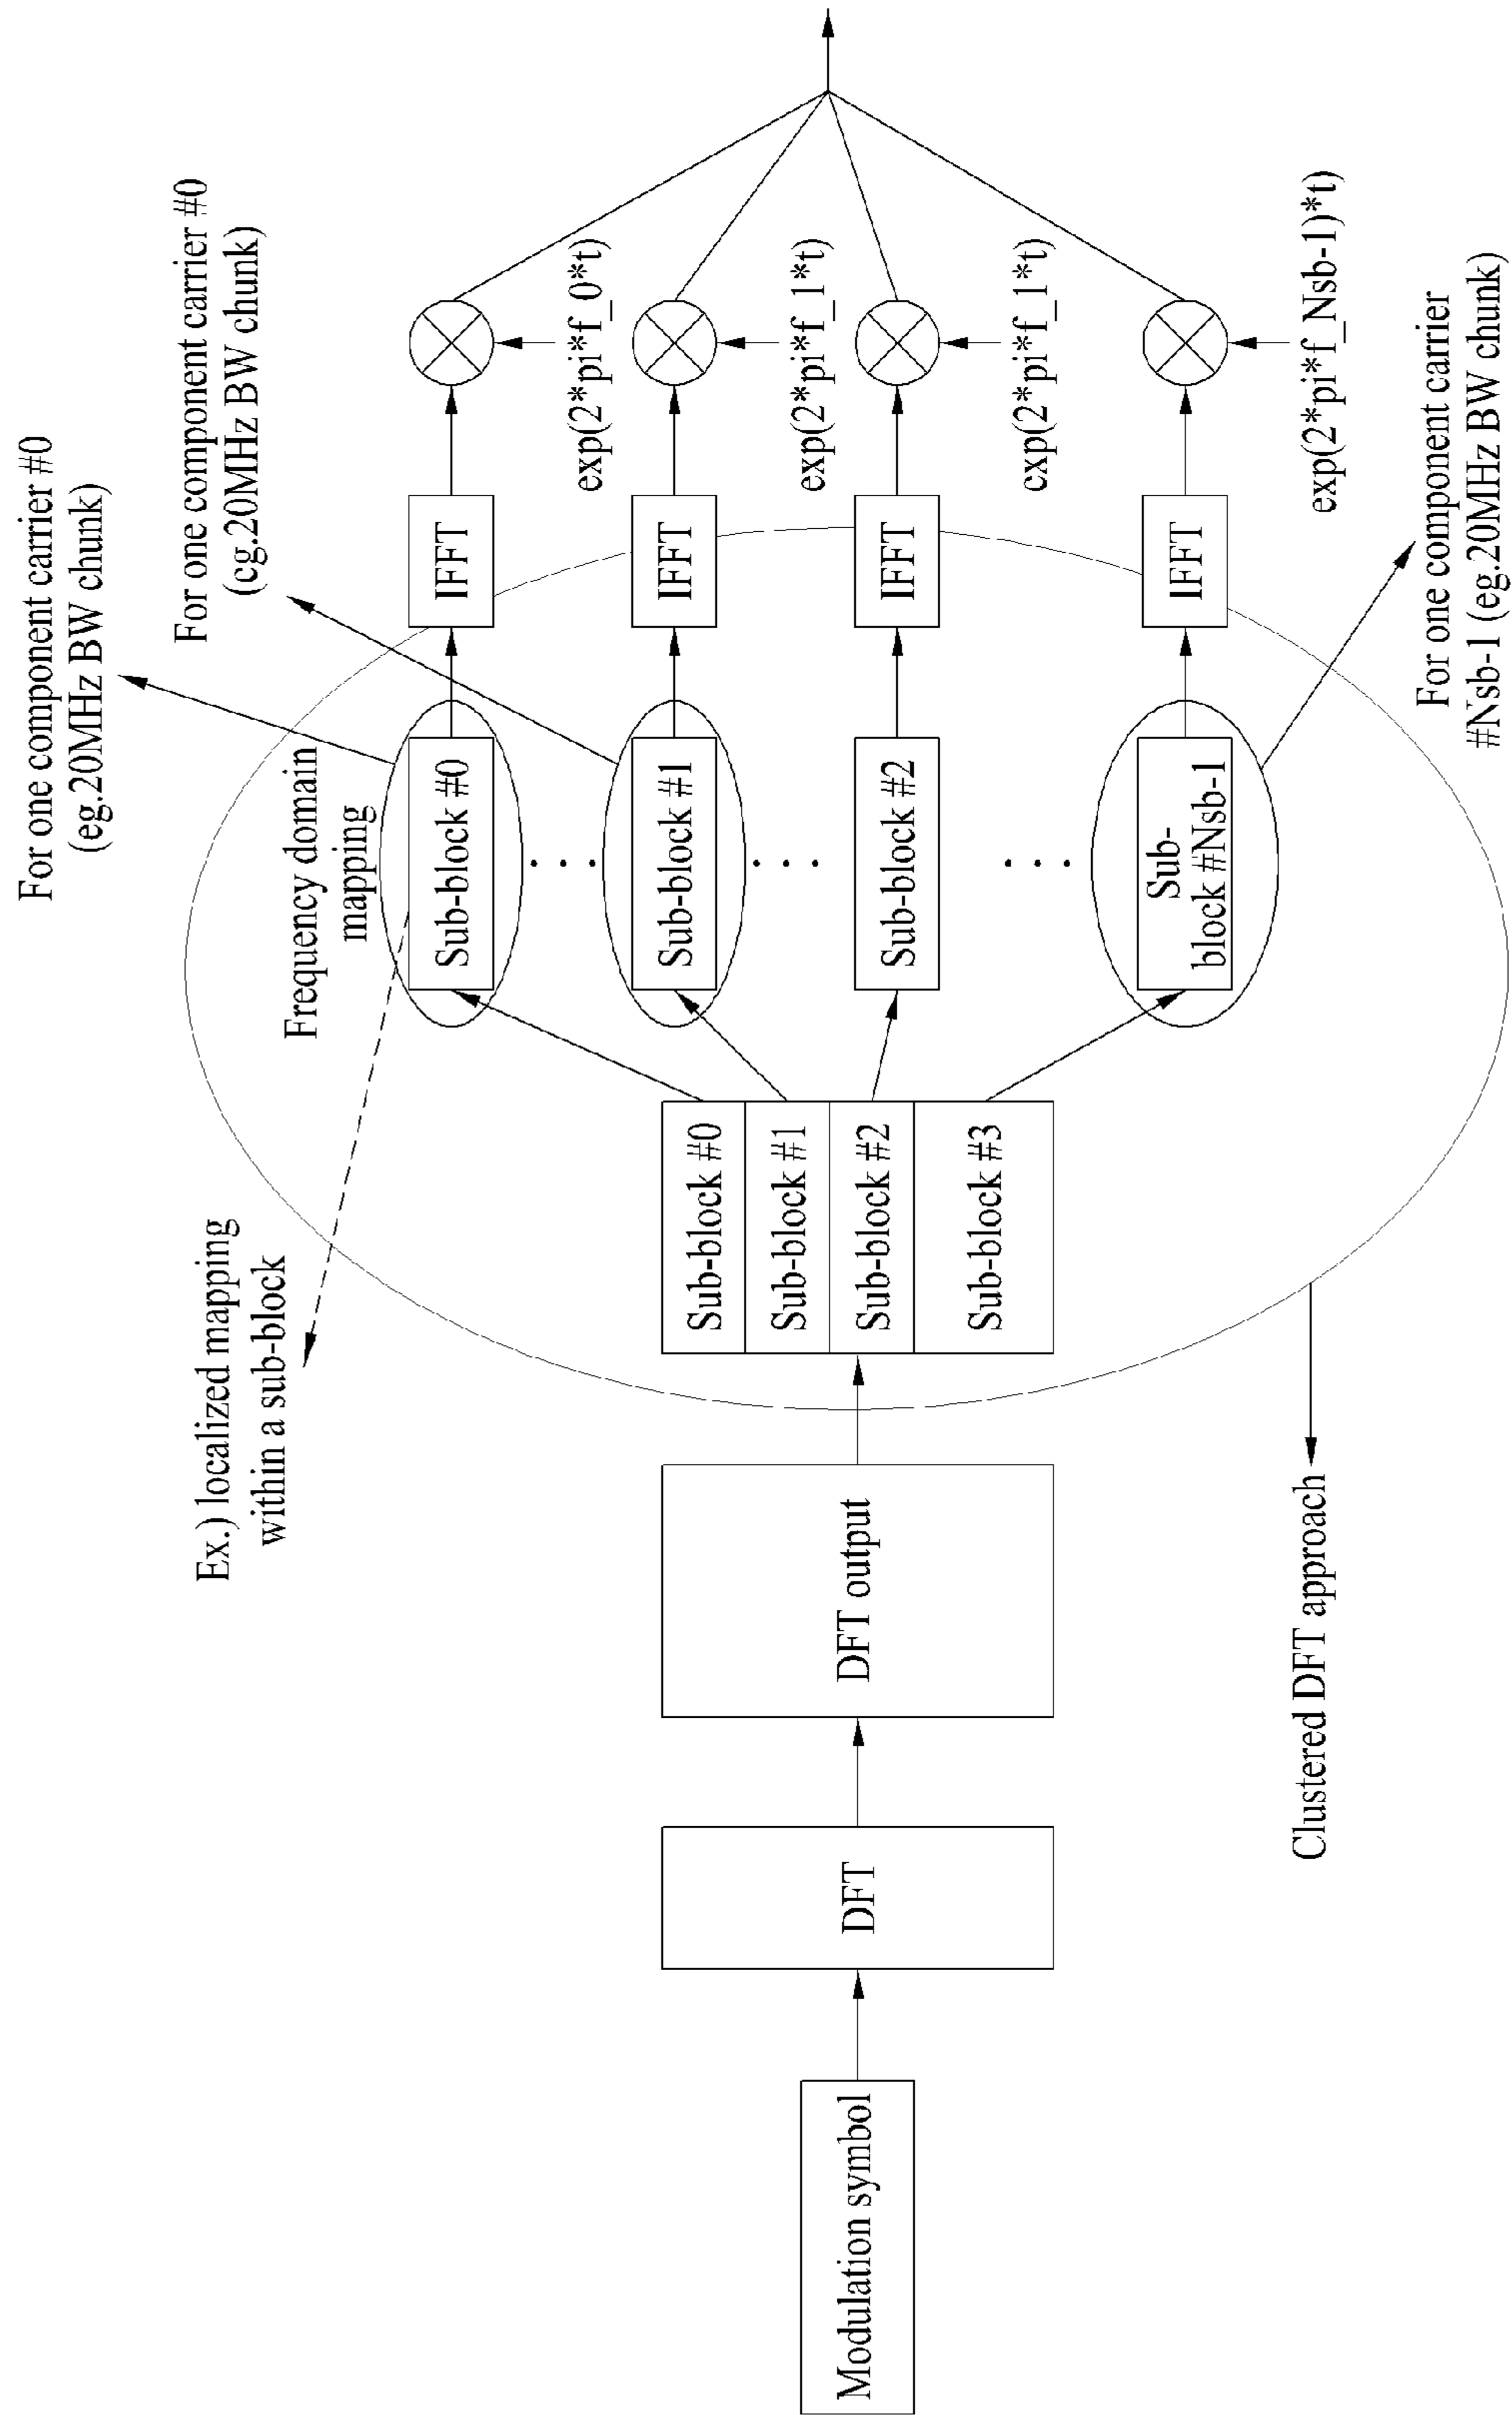 Modulation symbol
DFT
DFT output
Sub-block #0
Sub-block #1
Sub-block #2
Sub-block #3
Ex.) localized mapping
within a sub-block
Clustered DFT approach
Frequency domain
mapping
Sub-block #0
Sub-block #1
Sub-block #2
Sub-
block #Nsb-1
For one component carrier #0
(eg.20MHz BW chunk)
For one component carrier #0
(cg.20MHz BW chunk)
For one component carrier
#Nsb-1 (eg.20MHz BW chunk)
IFFT
IFFT
IFFT
IFFT
exp(2*pi*f_0*t)
exp(2*pi*f_1*t)
cxp(2*pi*f_1*t)
exp(2*pi*f_Nsb-1)*t)